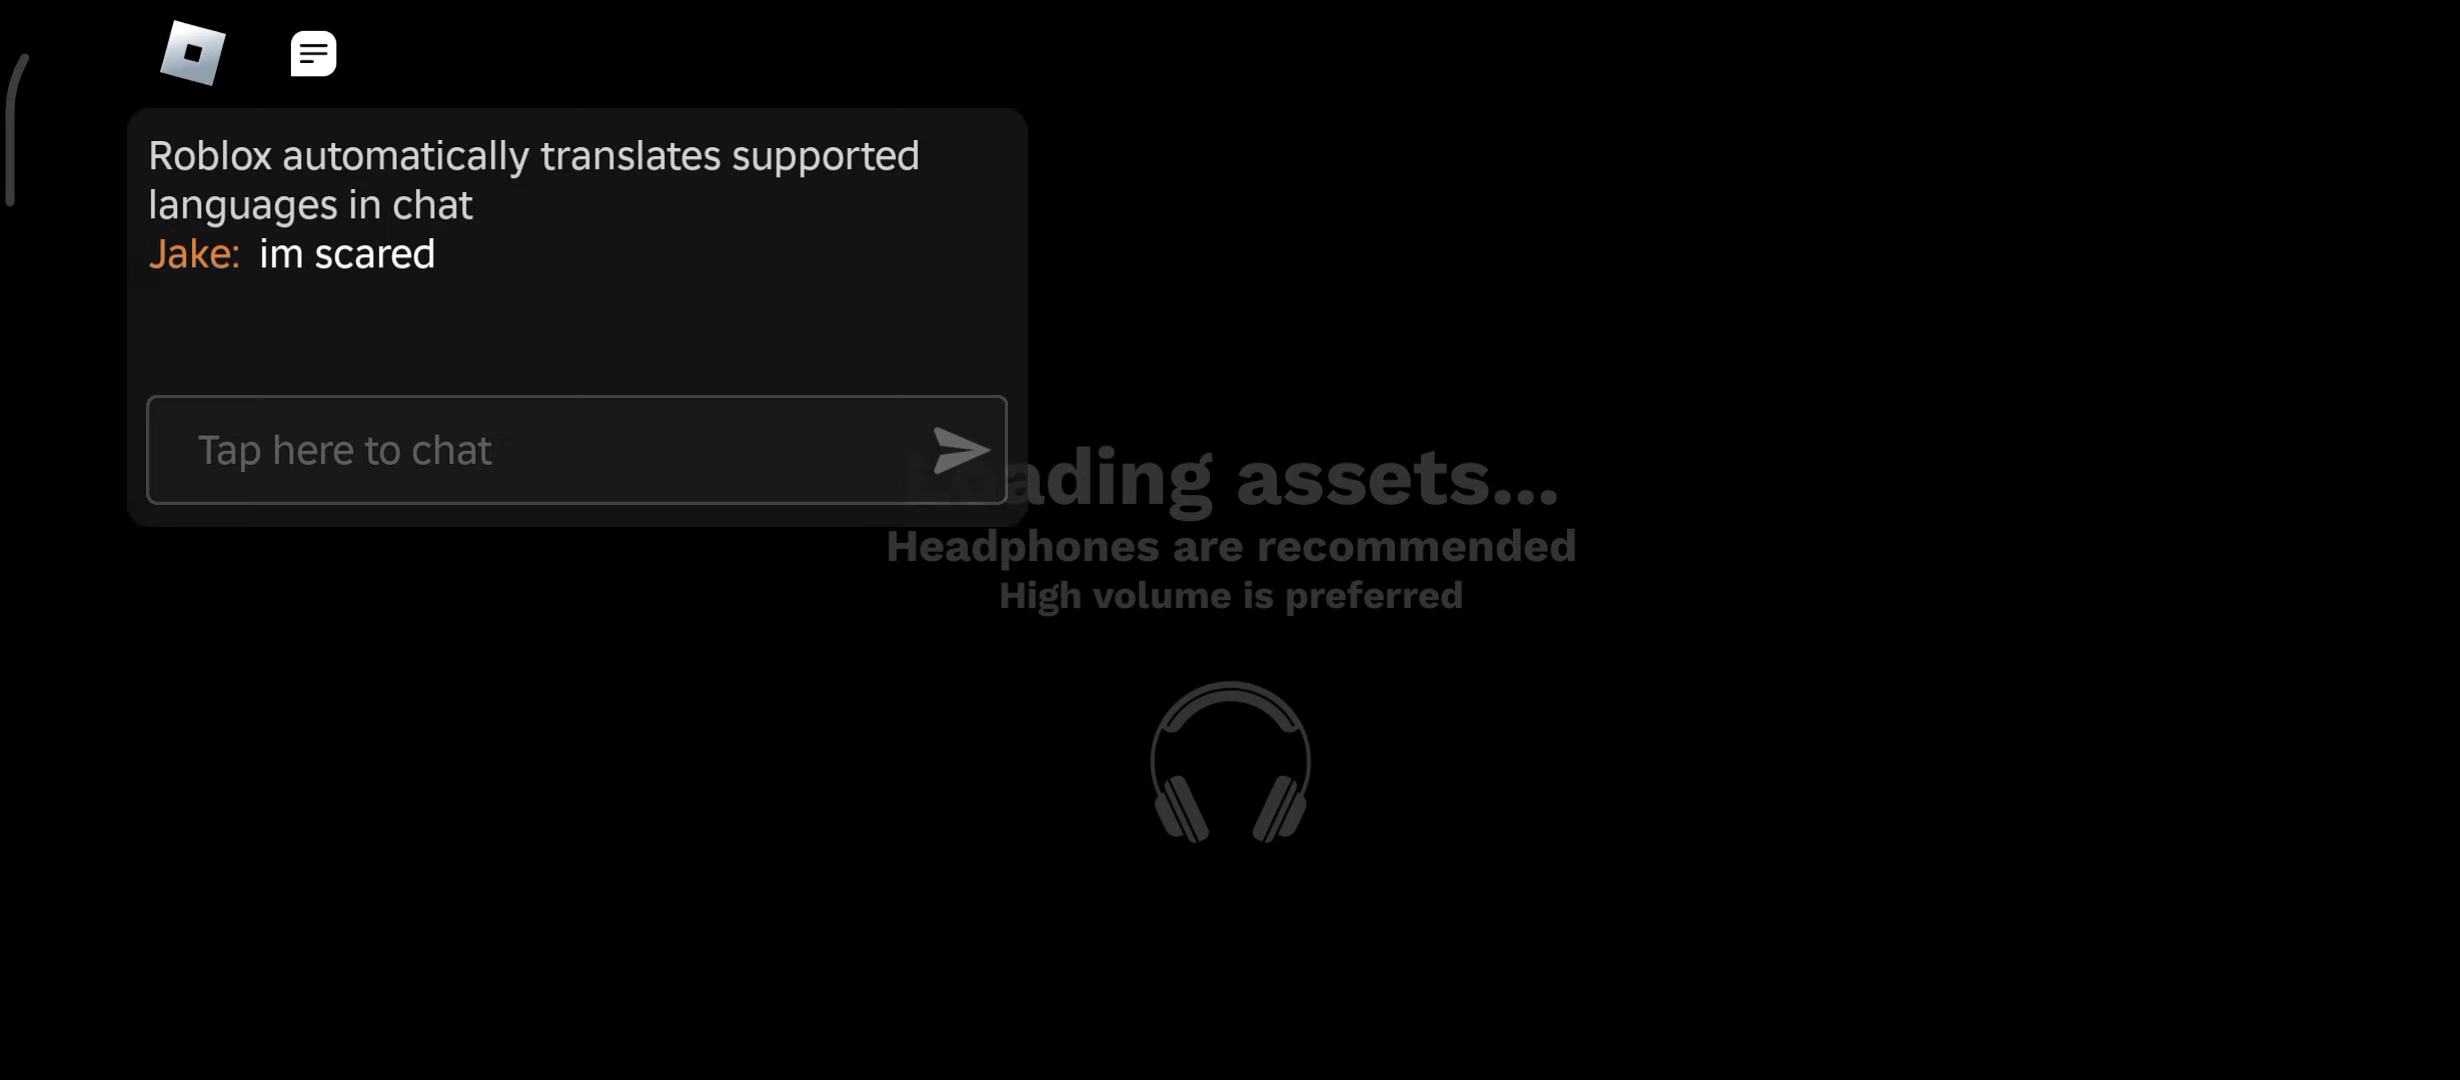 Roblox automatically translates supported
languages in chat
Jake: im scared
Tap here to chat
Loading assets...
Headphones are recommended
High volume is preferred